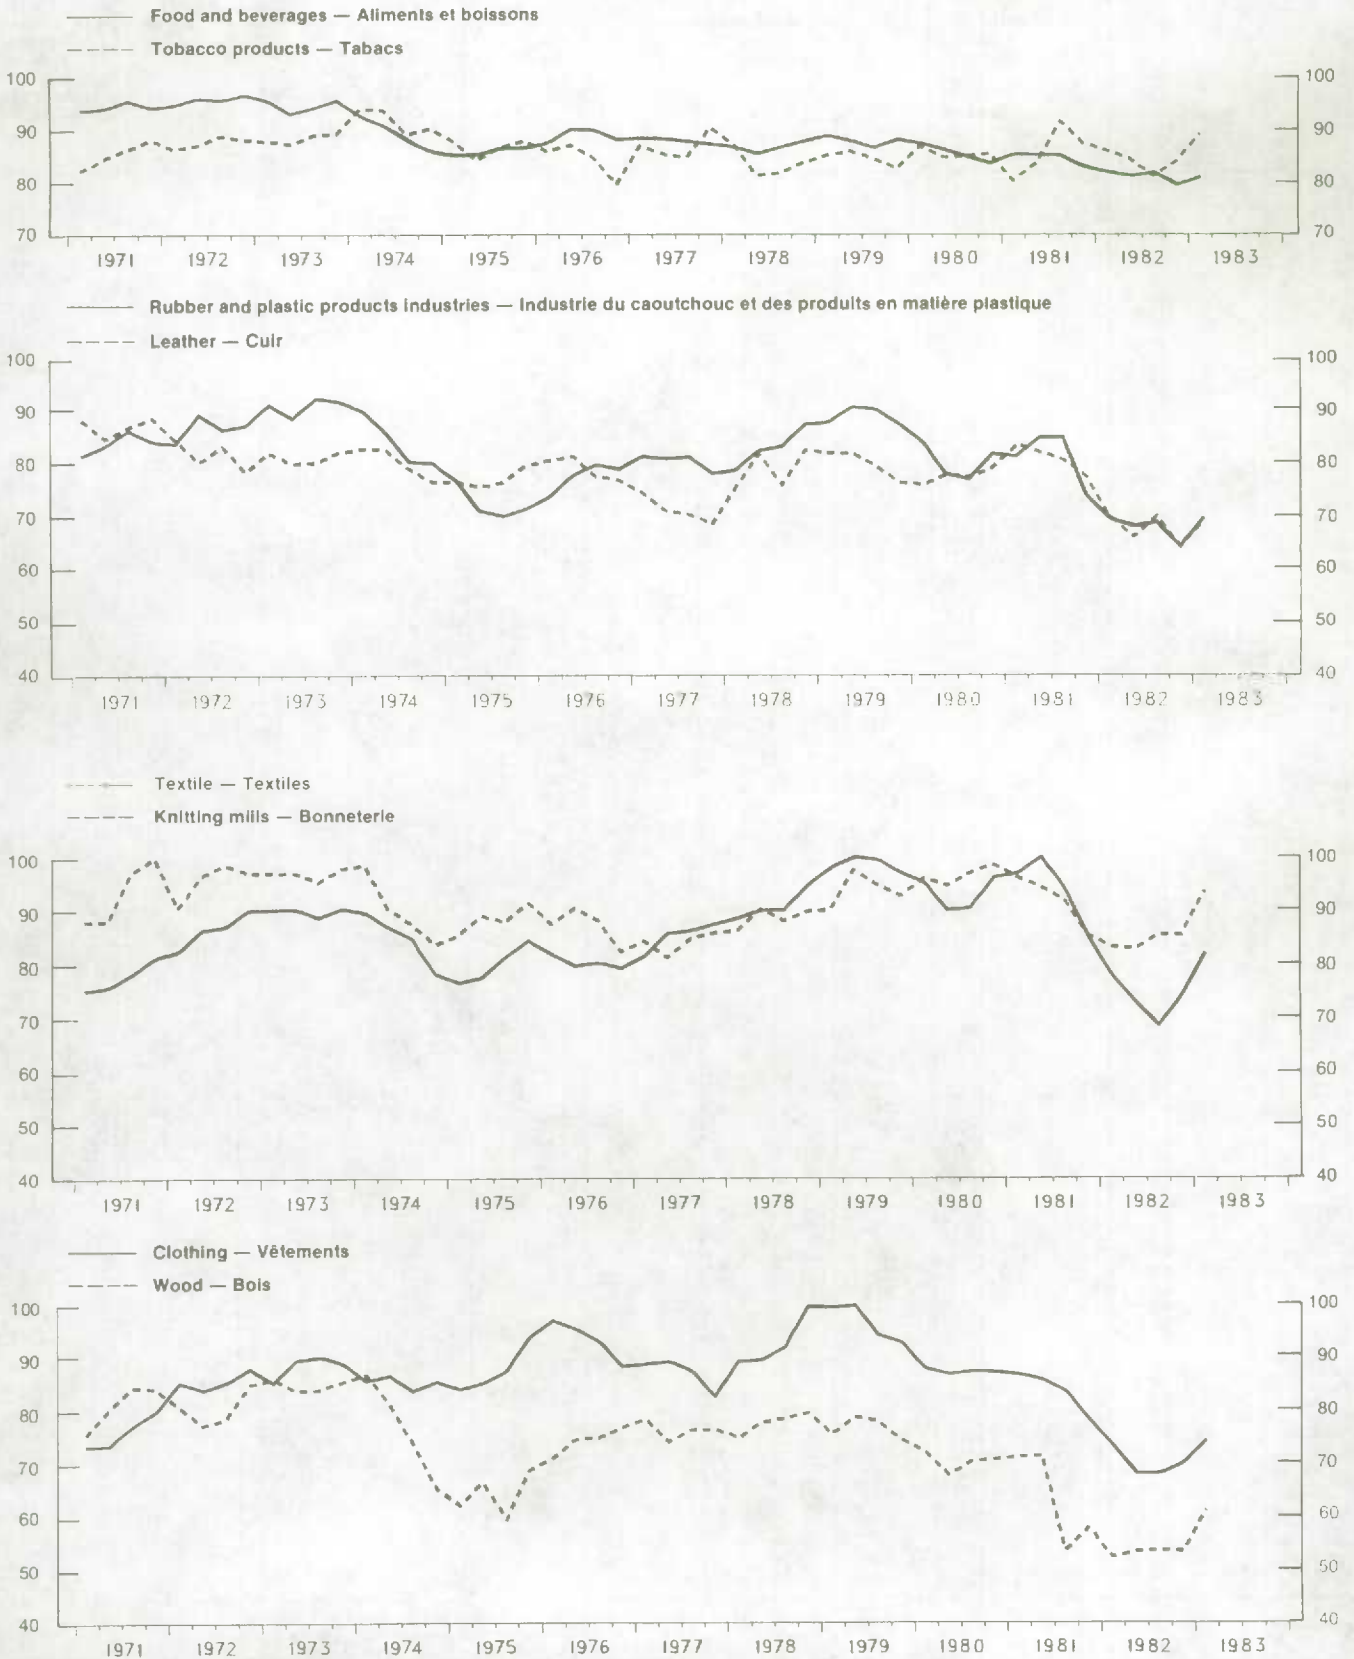 Food and beverages — Aliments et boissons
Tobacco products — Tabacs
100 100
90 90
80 80
70 70
1971 1972 1973 1974 1975 1976 1977 1978 1979 1980 1981 1982 1983
Rubber and plastic products industries — Industrie du caoutchouc et des produits en matière plastique
Leather — Cuir
100 100
90 90
80 80
70 70
60 60
50 50
40 40
1971 1972 1973 1974 1975 1976 1977 1978 1979 1980 1981 1982 1983
Textile — Textiles
Knitting mills — Bonneterie
100 100
90 90
80 80
70 70
60 60
50 50
40 40
1971 1972 1973 1974 1975 1976 1977 1978 1979 1980 1981 1982 1983
Clothing — Vêtements
Wood — Bois
100 100
90 90
80 80
70 70
60 60
50 50
40 40
1971 1972 1973 1974 1975 1976 1977 1978 1979 1980 1981 1982 1983